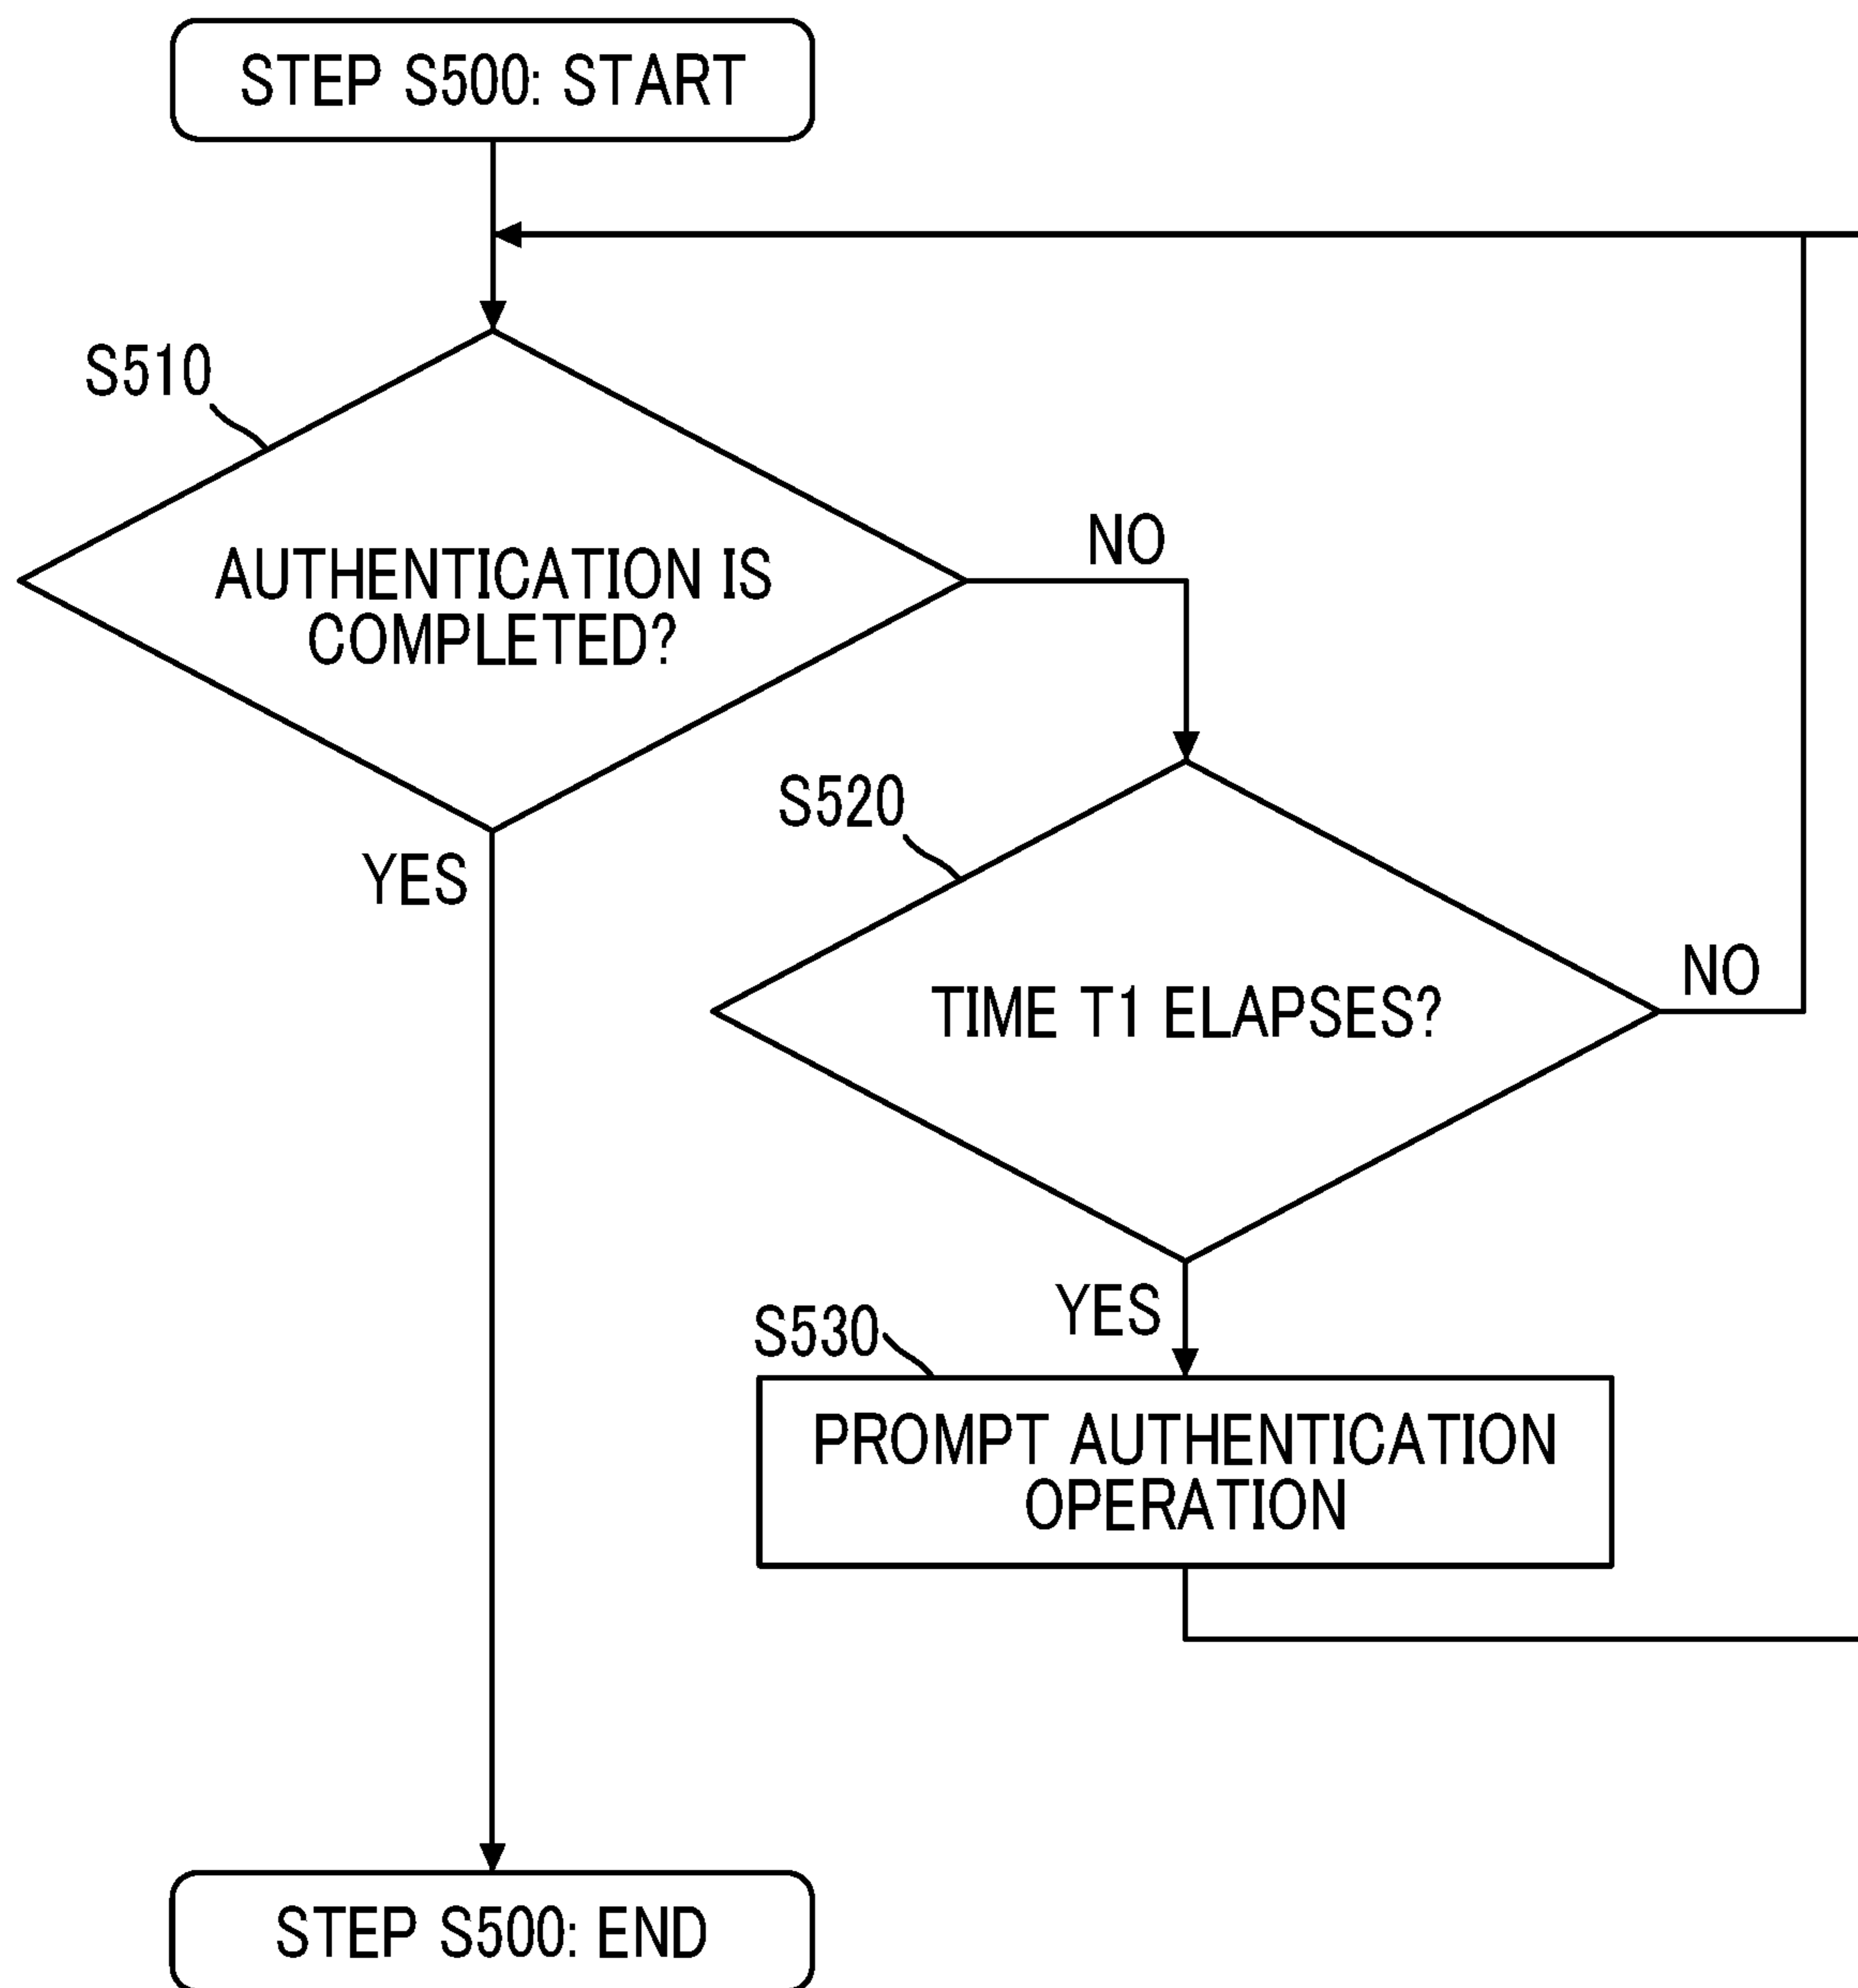 STEP S500: START
S510
AUTHENTICATION IS
COMPLETED?
NO
YES
S520
TIME T1 ELAPSES?
NO
YES
S530
PROMPT AUTHENTICATION
OPERATION
STEP S500: END